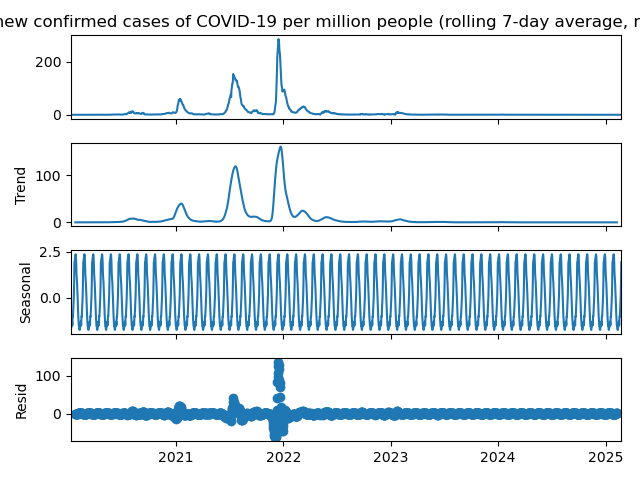 new confirmed cases of COVID-19 per million people (rolling 7-day average,
200
0
Trend
100
0
Seasonal
2.5
0.0
Resid
100
0
2021 2022 2023 2024 2025